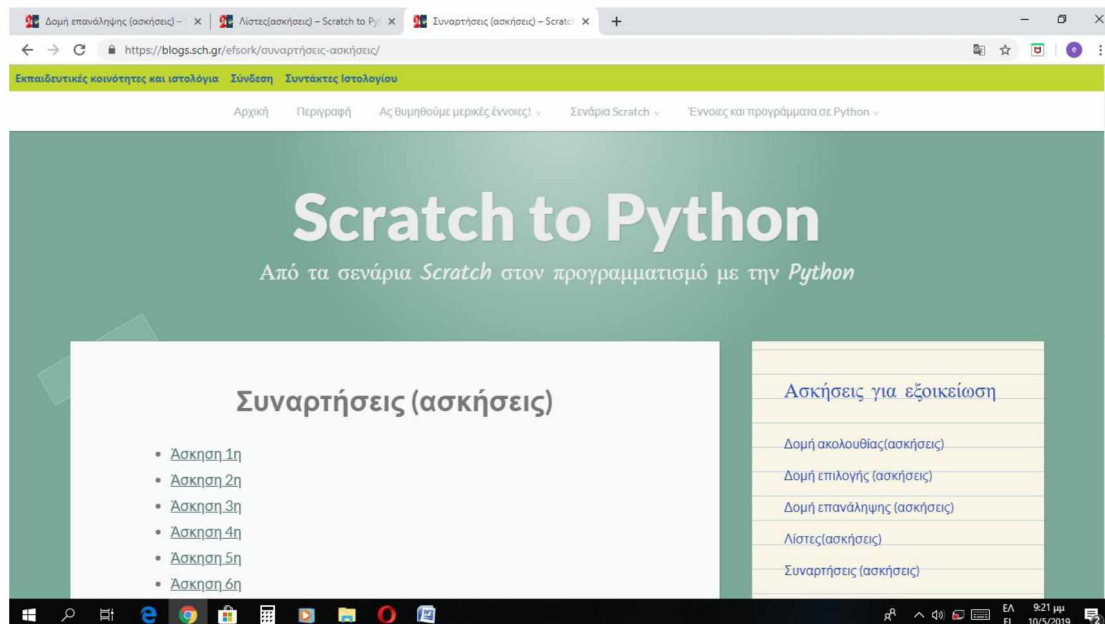 Δομή επανάληψης (ασκήσεις) –
Λίστες(ασκήσεις) – Scratch to Py
Συναρτήσεις (ασκήσεις) – Scratc
https://blogs.sch.gr/efsork/συναρτήσεις-ασκήσεις/
Εκπαιδευτικές κοινότητες και ιστολόγια Σύνδεση Συντάκτες Ιστολογίου
Αρχική Περιγραφή Ας θυμηθούμε μερικές έννοιες! Σενάρια Scratch Έννοιες και προγράμματα σε Python
Scratch to Python
Από τα σενάρια Scratch στον προγραμματισμό με την Python
Συναρτήσεις (ασκήσεις)
Άσκηση 1η
Άσκηση 2η
Άσκηση 3η
Άσκηση 4η
Άσκηση 5η
Άσκηση 6η
Ασκήσεις για εξοικείωση
Δομή ακολουθίας(ασκήσεις)
Δομή επιλογής (ασκήσεις)
Δομή επανάληψης (ασκήσεις)
Λίστες(ασκήσεις)
Συναρτήσεις (ασκήσεις)
ΕΛ 9:21 μμ
10/5/2019